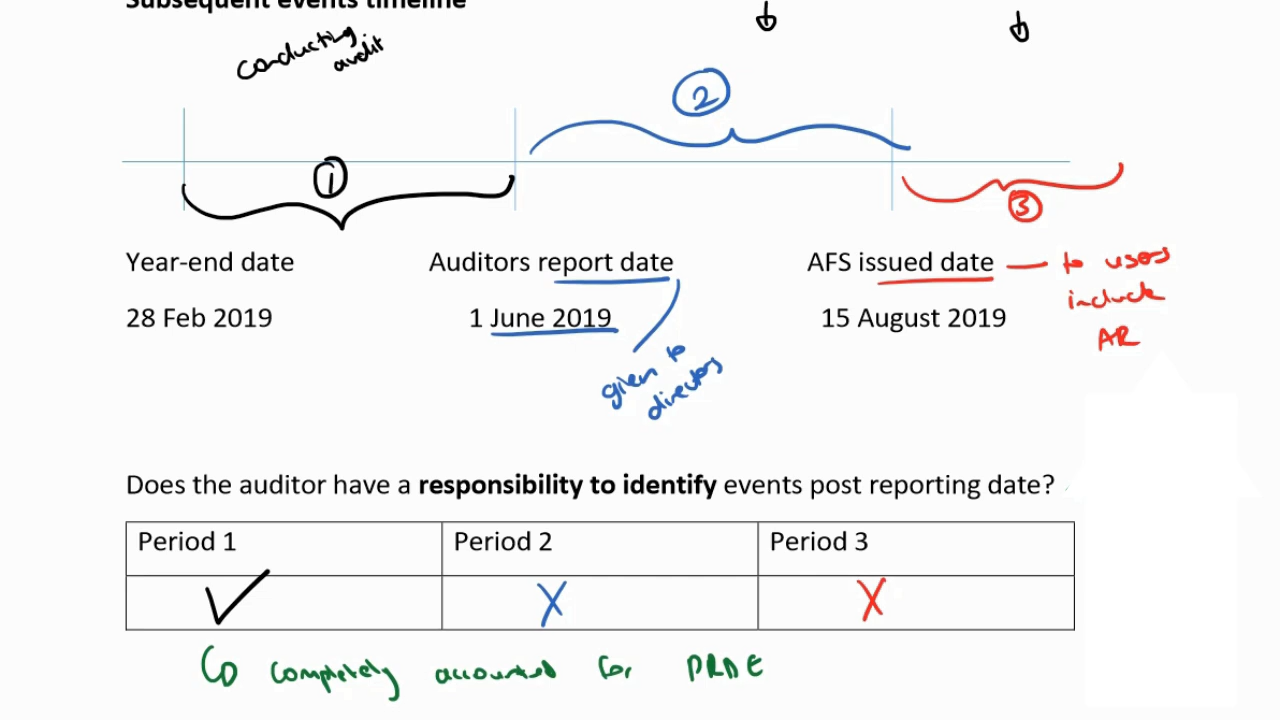 Subsequent events timeline
conducting
audit
2
1
3
Year-end date Auditors report date AFS issued date — to users
include
28 Feb 2019 1 June 2019 15 August 2019
AR
given to
directors
Does the auditor have a responsibility to identify events post reporting date?
Period 1 Period 2 Period 3
✓ X X
completely accounted for PRDE